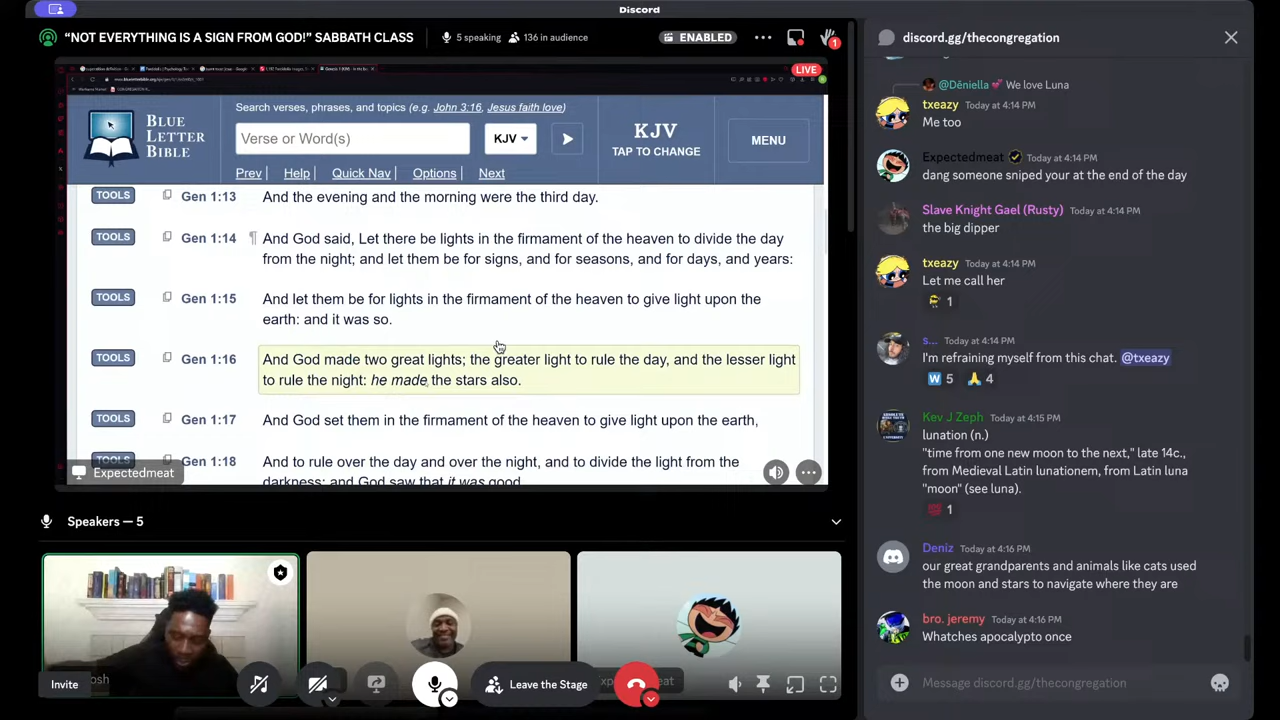 Discord
“NOT EVERYTHING IS A SIGN FROM GOD!” SABBATH CLASS
5 speaking
136 in audience
ENABLED
1
LIVE
BLUE
LETTER
BIBLE
Search verses, phrases, and topics (e.g. John 3:16, Jesus faith love)
Verse or Word(s)
KJV
KJV
TAP TO CHANGE
MENU
Prev | Help | Quick Nav | Options | Next
TOOLS Gen 1:13 And the evening and the morning were the third day.
TOOLS Gen 1:14 ¶ And God said, Let there be lights in the firmament of the heaven to divide the day
from the night; and let them be for signs, and for seasons, and for days, and years:
TOOLS Gen 1:15 And let them be for lights in the firmament of the heaven to give light upon the
earth: and it was so.
TOOLS Gen 1:16 And God made two great lights; the greater light to rule the day, and the lesser light
to rule the night: he made the stars also.
TOOLS Gen 1:17 And God set them in the firmament of the heaven to give light upon the earth,
TOOLS Gen 1:18 And to rule over the day and over the night, and to divide the light from the
darkness: and God saw that it was good.
Expectedmeat
Speakers — 5
Invite
osh
Leave the Stage
discord.gg/thecongregation
@Dēniella We love Luna
txeazy Today at 4:14 PM
Me too
Expectedmeat Today at 4:14 PM
dang someone sniped your at the end of the day
Slave Knight Gael (Rusty) Today at 4:14 PM
the big dipper
txeazy Today at 4:14 PM
Let me call her
1
s... Today at 4:14 PM
I'm refraining myself from this chat. @txeazy
W 5 4
Kev J Zeph Today at 4:15 PM
lunation (n.)
"time from one new moon to the next," late 14c.,
from Medieval Latin lunationem, from Latin luna
"moon" (see luna).
1
Deniz Today at 4:16 PM
our great grandparents and animals like cats used
the moon and stars to navigate where they are
bro. jeremy Today at 4:16 PM
Whatches apocalypto once
Message discord.gg/thecongregation